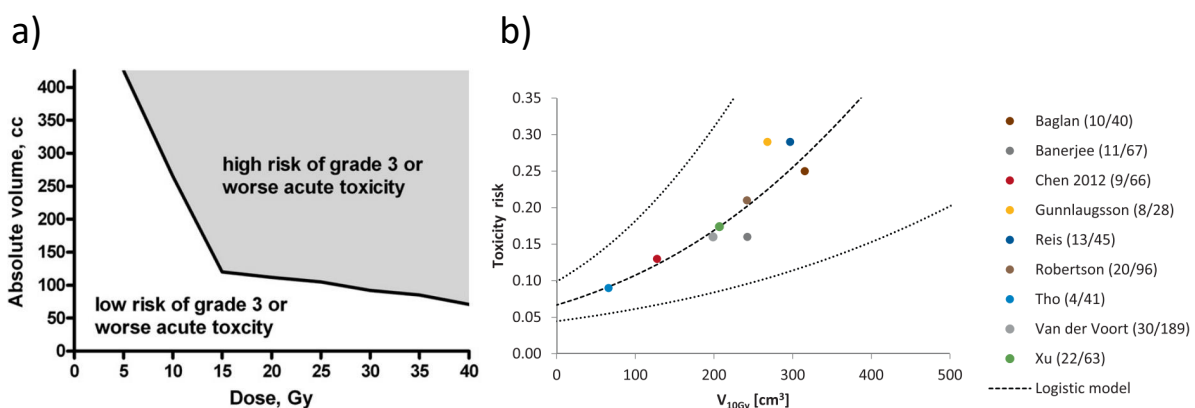 a)
Absolute volume, cc
400
350
300
250
200
150
100
50
0
high risk of grade 3 or
worse acute toxicity
low risk of grade 3 or
worse acute toxcity
0 5 10 15 20 25 30 35 40
Dose, Gy
b)
Toxicity risk
0.35
0.30
0.25
0.20
0.15
0.10
0.05
0.00
0 100 200 300 400 500
V10Gy [cm³]
Baglan (10/40)
Banerjee (11/67)
Chen 2012 (9/66)
Gunnlaugsson (8/28)
Reis (13/45)
Robertson (20/96)
Tho (4/41)
Van der Voort (30/189)
Xu (22/63)
Logistic model